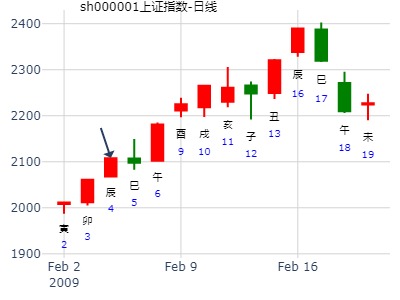 sh000001上证指数-日线
2400
2300
2200
2100
2000
1900
寅
2
卯
3
辰
4
巳
5
午
6
酉
9
戌
10
亥
11
子
12
丑
13
辰
16
巳
17
午
18
未
19
Feb 2
2009
Feb 9
Feb 16